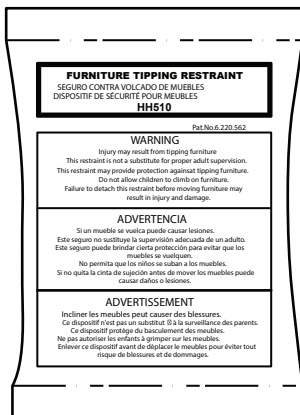 FURNITURE TIPPING RESTRAINT
SEGURO CONTRA VOLCADO DE MUEBLES
DISPOSITIF DE SÉCURITÉ POUR MEUBLES
HH510
Pat.No.6.220.562
WARNING
Injury may result from tipping furniture
This restraint is not a substitute for proper adult supervision.
This restraint may provide protection againsat tipping furniture.
Do not allow children to climb on furniture.
Failure to detach this restraint before moving furniture may
result in injury and damage.
ADVERTENCIA
Si un mueble se vuelca puede causar lesiones.
Este seguro no sustituye la supervisión adecuada de un adulto.
Este seguro puede brindar cierta protección para evitar que los
muebles se vuelquen.
No permita que los niños se suban a los muebles.
Si no quita la cinta de sujeción antes de mover los muebles puede
causar daños o lesiones.
ADVERTISSEMENT
Incliner les meubles peut causer des blessures.
Ce dispositif n'est pas un substitut à la surveillance des parents.
Ce dispositif protège du basculement des meubles.
Ne pas autoriser les enfants à grimper sur les meubles.
Enlever ce dispositif avant de déplacer le meubles pour éviter tout
risque de blessures et de dommages.